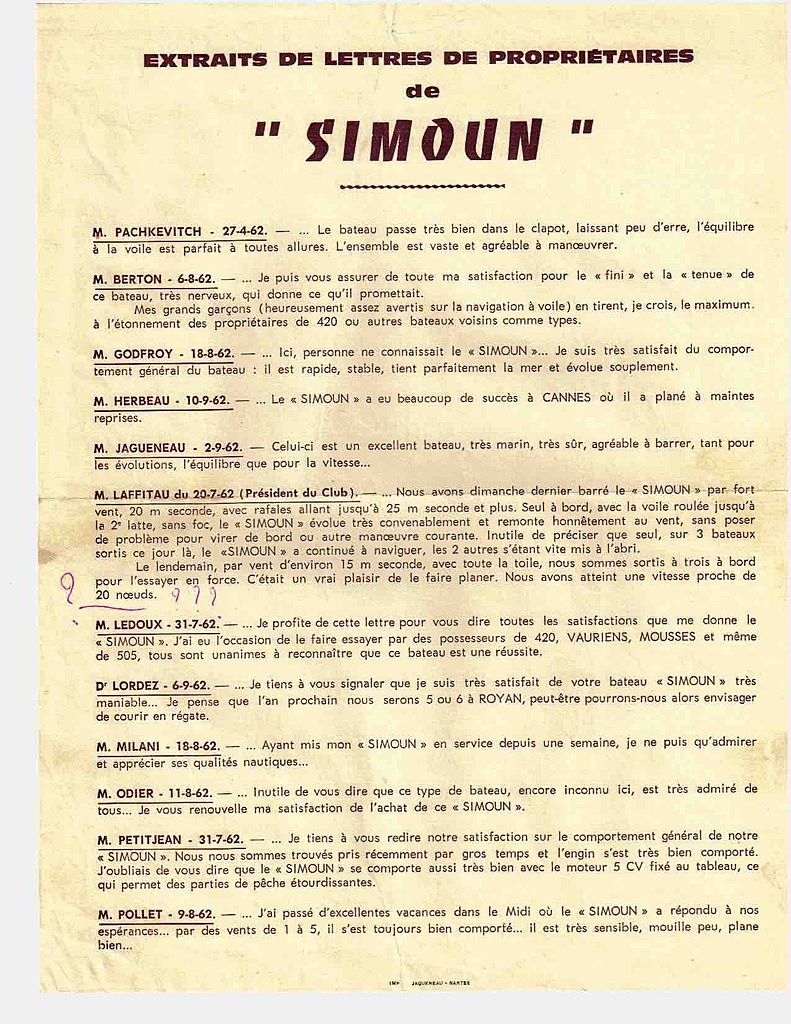 EXTRAITS DE LETTRES DE PROPRIÉTAIRES
de
" SIMOUN "
M. PACHKEVITCH - 27-4-62. — ... Le bateau passe très bien dans le clapot, laissant peu d'erre, l'équilibre
à la voile est parfait à toutes allures. L'ensemble est vaste et agréable à manœuvrer.
M. BERTON - 6-8-62. — ... Je puis vous assurer de toute ma satisfaction pour le « fini » et la « tenue » de
ce bateau, très nerveux, qui donne ce qu'il promettait.
Mes grands garçons (heureusement assez avertis sur la navigation à voile) en tirent, je crois, le maximum.
à l'étonnement des propriétaires de 420 ou autres bateaux voisins comme types.
M. GODFROY - 18-8-62. — ... Ici, personne ne connaissait le « SIMOUN »... Je suis très satisfait du compor-
tement général du bateau : il est rapide, stable, tient parfaitement la mer et évolue souplement.
M. HERBEAU - 10-9-62. — ... Le « SIMOUN » a eu beaucoup de succès à CANNES où il a plané à maintes
reprises.
M. JAGUENEAU - 2-9-62. — Celui-ci est un excellent bateau, très marin, très sûr, agréable à barrer, tant pour
les évolutions, l'équilibre que pour la vitesse...
M. LAFFITAU du 20-7-62 (Président du Club). — ... Nous avons dimanche dernier barré le « SIMOUN » par fort
vent, 20 m seconde, avec rafales allant jusqu'à 25 m seconde et plus. Seul à bord, avec la voile roulée jusqu'à
la 2e latte, sans foc, le « SIMOUN » évolue très convenablement et remonte honnêtement au vent, sans poser
de problème pour virer de bord ou autre manœuvre courante. Inutile de préciser que seul, sur 3 bateaux
sortis ce jour là, le «SIMOUN » a continué à naviguer, les 2 autres s'étant vite mis à l'abri.
Le lendemain, par vent d'environ 15 m seconde, avec toute la toile, nous sommes sortis à trois à bord
pour l'essayer en force. C'était un vrai plaisir de le faire planer. Nous avons atteint une vitesse proche de
? 20 nœuds. ? ? ?
M. LEDOUX - 31-7-62. — ... Je profite de cette lettre pour vous dire toutes les satisfactions que me donne le
« SIMOUN ». J'ai eu l'occasion de le faire essayer par des possesseurs de 420, VAURIENS, MOUSSES et même
de 505, tous sont unanimes à reconnaître que ce bateau est une réussite.
Dr LORDEZ - 6-9-62. — ... Je tiens à vous signaler que je suis très satisfait de votre bateau « SIMOUN » très
maniable... Je pense que l'an prochain nous serons 5 ou 6 à ROYAN, peut-être pourrons-nous alors envisager
de courir en régate.
M. MILANI - 18-8-62. — ... Ayant mis mon « SIMOUN » en service depuis une semaine, je ne puis qu'admirer
et apprécier ses qualités nautiques...
M. ODIER - 11-8-62. — ... Inutile de vous dire que ce type de bateau, encore inconnu ici, est très admiré de
tous... Je vous renouvelle ma satisfaction de l'achat de ce « SIMOUN ».
M. PETITJEAN - 31-7-62. — ... Je tiens à vous redire notre satisfaction sur le comportement général de notre
« SIMOUN ». Nous nous sommes trouvés pris récemment par gros temps et l'engin s'est très bien comporté.
J'oubliais de vous dire que le « SIMOUN » se comporte aussi très bien avec le moteur 5 CV fixé au tableau, ce
qui permet des parties de pêche étourdissantes.
M. POLLET - 9-8-62. — ... J'ai passé d'excellentes vacances dans le Midi où le « SIMOUN » a répondu à nos
espérances... par des vents de 1 à 5, il s'est toujours bien comporté... il est très sensible, mouille peu, plane
bien...
IMP JAGUENEAU - NANTES